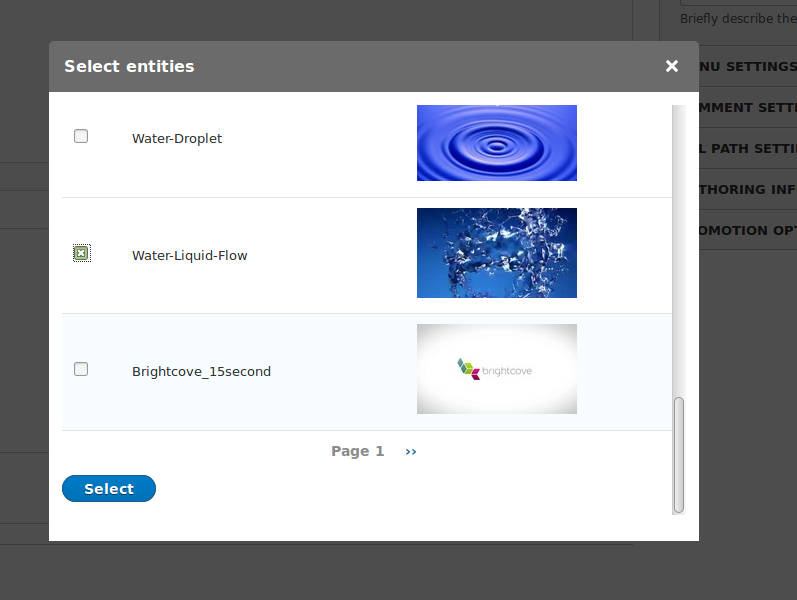 Briefly describe the
Select entities
NU SETTINGS
MMENT SETT
L PATH SETTI
THORING INF
OMOTION OPT
Water-Droplet
Water-Liquid-Flow
Brightcove_15second
brightcove
Page 1 ››
Select